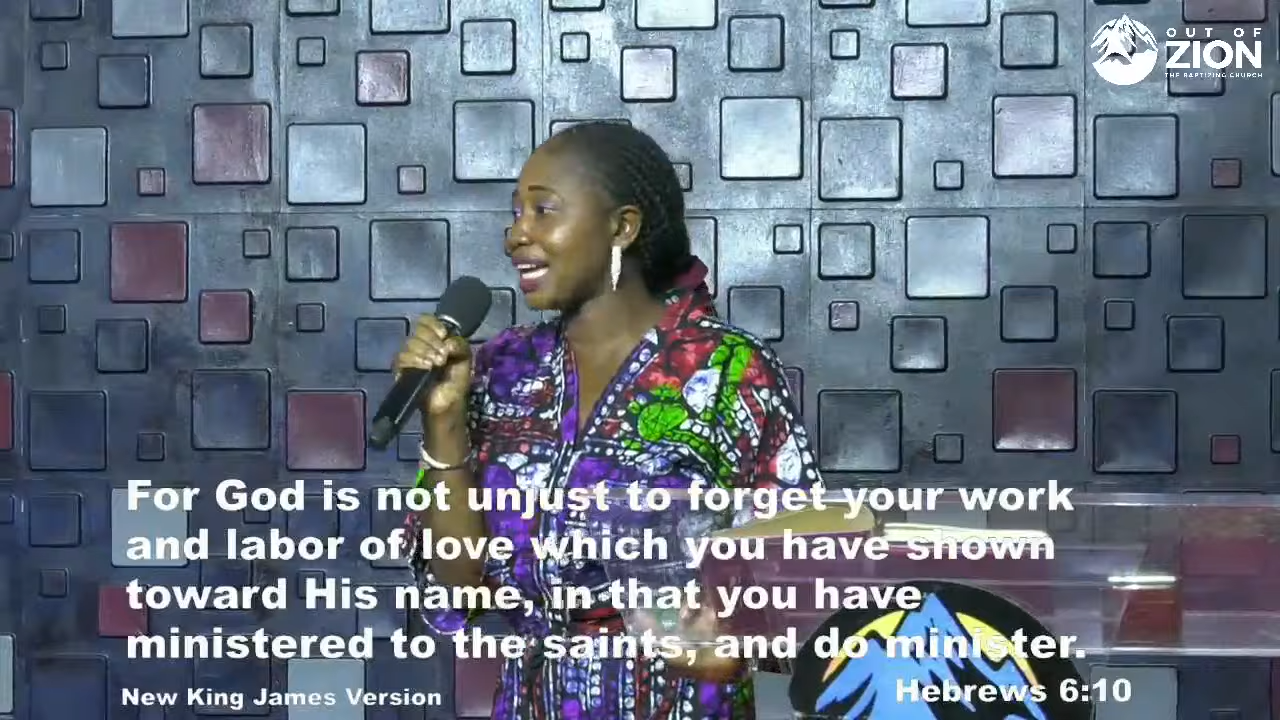 OUT OF
ZION
THE BAPTIZING CHURCH
For God is not unjust to forget your work
and labor of love which you have shown
toward His name, in that you have
ministered to the saints, and do minister.
New King James Version
Hebrews 6:10